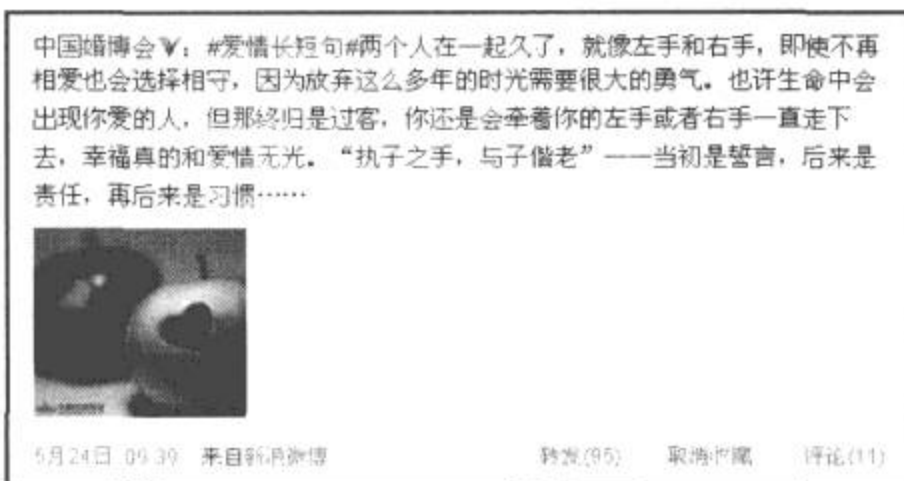 中国婚博会V：#爱情长短句#两个人在一起久了，就像左手和右手，即使不再
相爱也会选择相守，因为放弃这么多年的时光需要很大的勇气。也许生命中会
出现你爱的人，但那终归是过客，你还是会牵着你的左手或者右手一直走下
去，幸福真的和爱情无光。“执子之手，与子偕老”——当初是誓言，后来是
责任，再后来是习惯……
5月24日 09:39 来自新浪微博 转发(95) 取消收藏 评论(11)